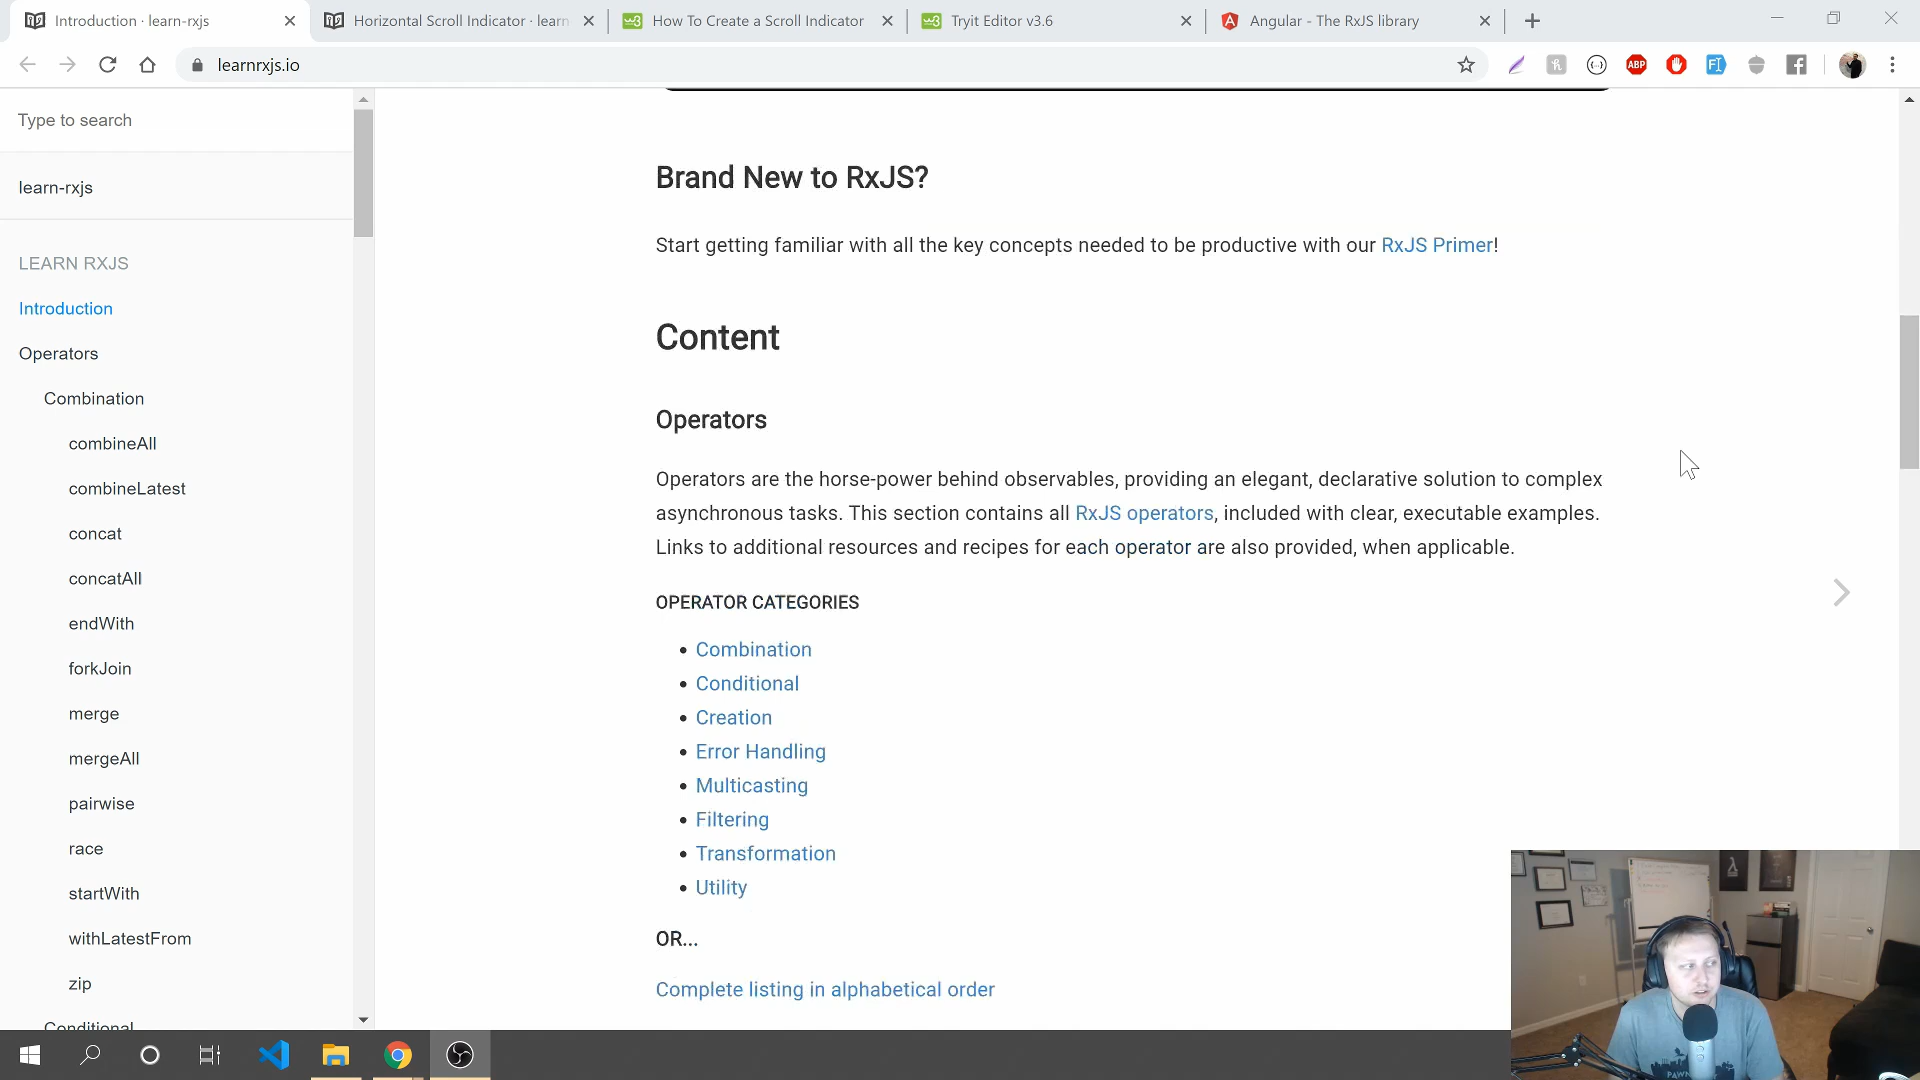 Introduction · learn-rxjs
Horizontal Scroll Indicator · learn
How To Create a Scroll Indicator
Tryit Editor v3.6
Angular - The RxJS library
learnrxjs.io
ABP
Type to search
learn-rxjs
LEARN RXJS
Introduction
Operators
Combination
combineAll
combineLatest
concat
concatAll
endWith
forkJoin
merge
mergeAll
pairwise
race
startWith
withLatestFrom
zip
Conditional
Brand New to RxJS?
Start getting familiar with all the key concepts needed to be productive with our RxJS Primer!
Content
Operators
Operators are the horse-power behind observables, providing an elegant, declarative solution to complex
asynchronous tasks. This section contains all RxJS operators, included with clear, executable examples.
Links to additional resources and recipes for each operator are also provided, when applicable.
OPERATOR CATEGORIES
• Combination
• Conditional
• Creation
• Error Handling
• Multicasting
• Filtering
• Transformation
• Utility
OR...
Complete listing in alphabetical order